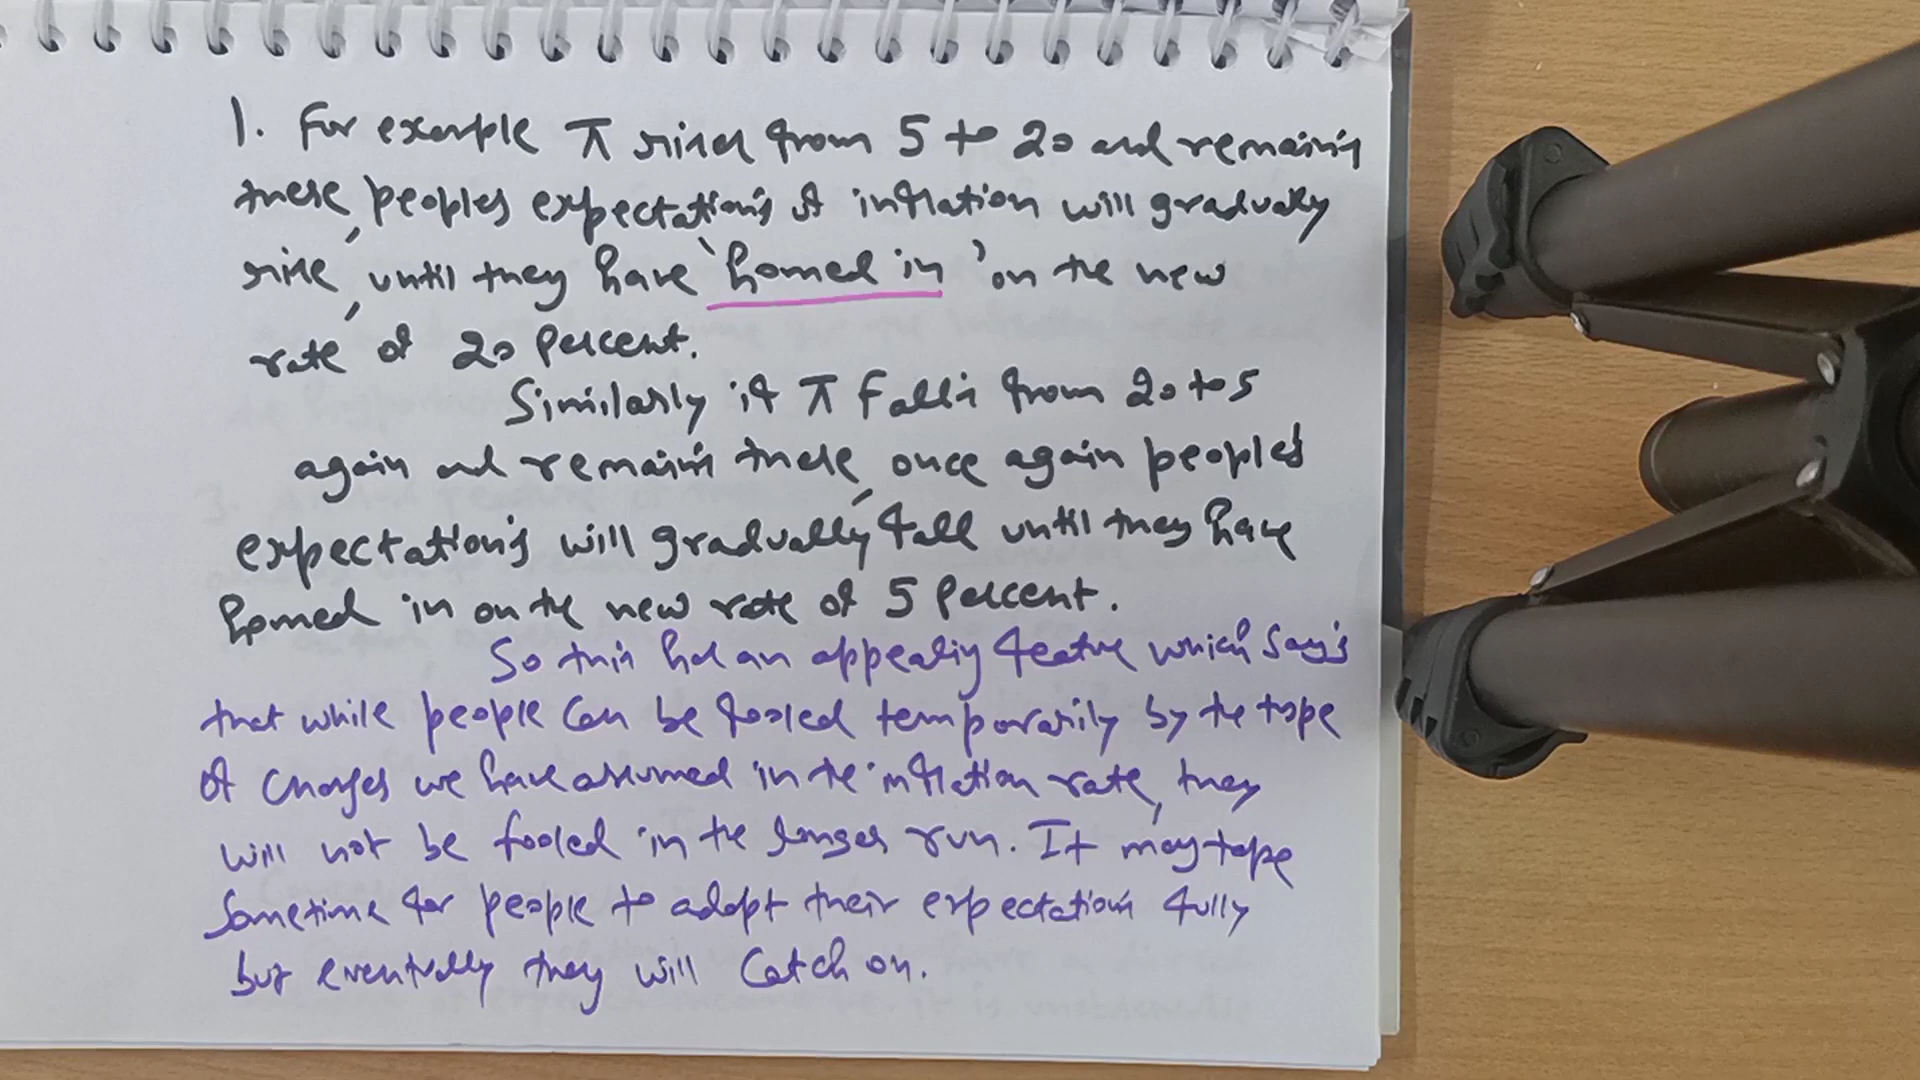 1. For example π rises from 5 to 20 and remains
there, peoples expectations of inflation will gradually
rise, until they have 'homed in' on the new
rate of 20 percent.
Similarly if π falls from 20 to 5
again and remains there, once again peoples
expectations will gradually fall until they have
homed in on the new rate of 5 percent.
So this has an appealing feature which says
that while people can be fooled temporarily by the type
of changes we have assumed in the inflation rate, they
will not be fooled in the longer run. It may take
sometime for people to adapt their expectations fully
but eventually they will catch on.